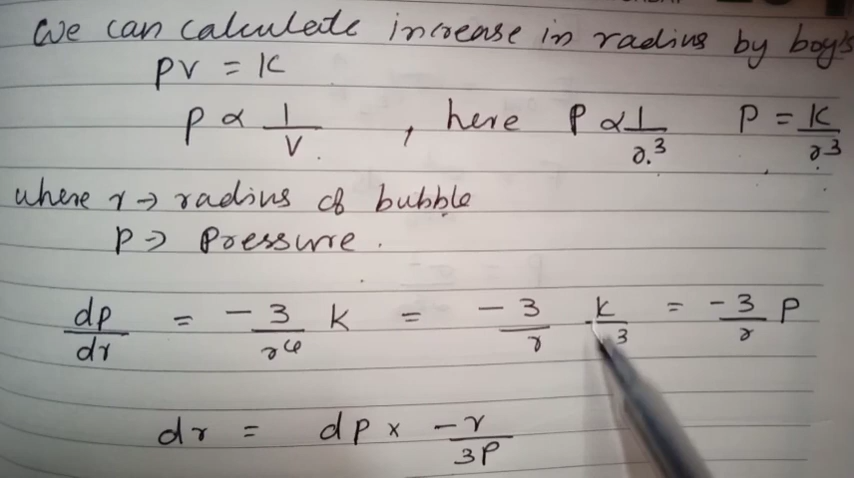 We can calculate increase in radius by boy's
PV = K
P ∝ 1/V , here P ∝ 1/r³ P = K/r³
where r → radius of bubble
P → Pressure.
dp/dr = -3/r⁴ K = -3/r K/r³ = -3/r P
dr = dp × -r/3P